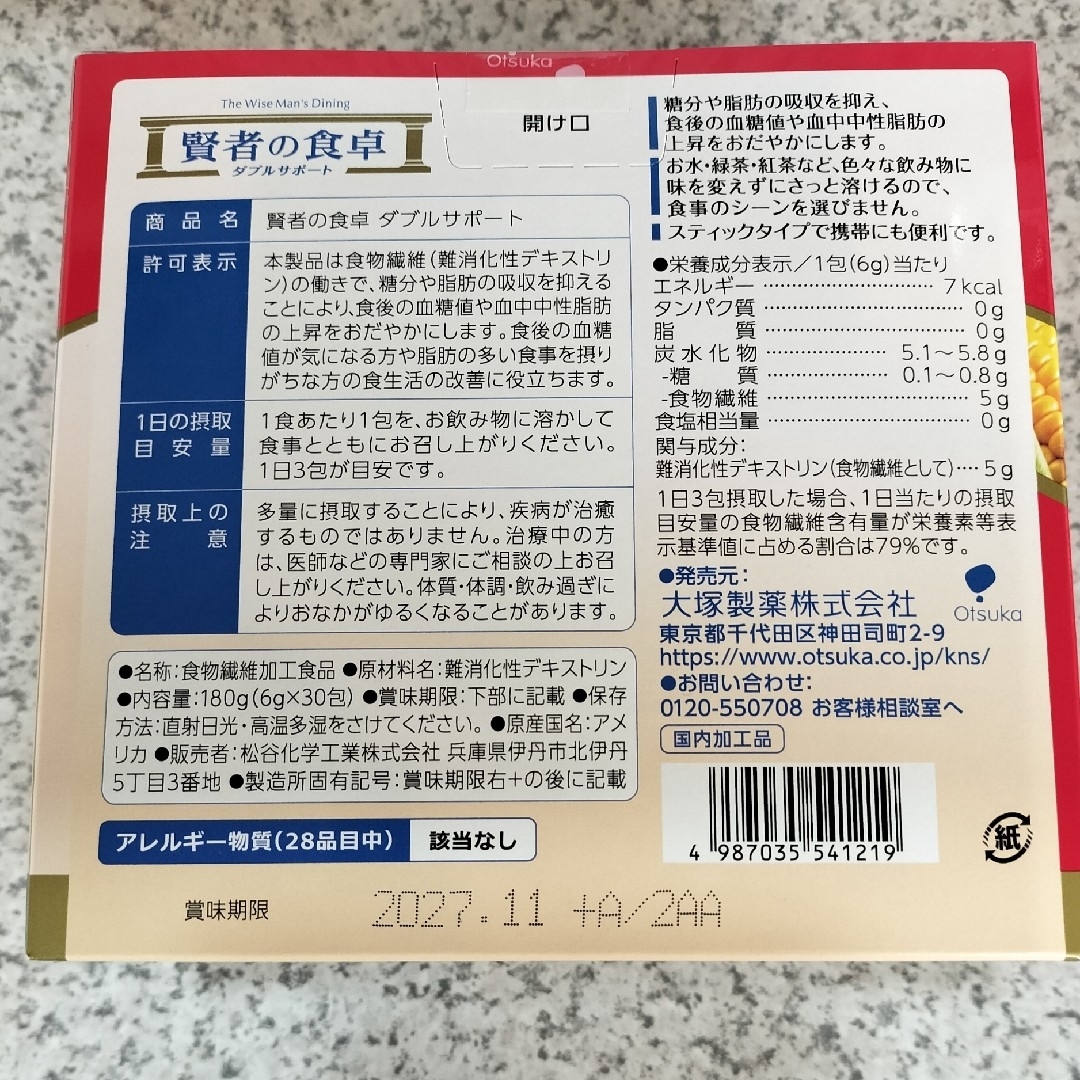 Otsuka
The Wise Man's Dining
賢者の食卓
ダブルサポート
開け口
商品名
賢者の食卓 ダブルサポート
許可表示
本製品は食物繊維(難消化性デキストリ
ン)の働きで、糖分や脂肪の吸収を抑える
ことにより、食後の血糖値や血中中性脂肪
の上昇をおだやかにします。食後の血糖
値が気になる方や脂肪の多い食事を摂り
がちな方の食生活の改善に役立ちます。
1日の摂取
目安量
1食あたり1包を、お飲み物に溶かして
食事とともにお召し上がりください。
1日3包が目安です。
摂取上の
注意
多量に摂取することにより、疾病が治癒
するものではありません。治療中の方
は、医師などの専門家にご相談の上お召
し上がりください。体質・体調・飲み過ぎに
よりおなかがゆるくなることがあります。
●名称:食物繊維加工食品 ●原材料名:難消化性デキストリン
●内容量:180g(6g×30包) ●賞味期限:下部に記載 ●保存
方法:直射日光・高温多湿をさけてください。 ●原産国名:アメ
リカ ●販売者:松谷化学工業株式会社 兵庫県伊丹市北伊丹
5丁目3番地 ●製造所固有記号:賞味期限右+の後に記載
アレルギー物質(28品目中) 該当なし
賞味期限 2027.11 +A/2AA
糖分や脂肪の吸収を抑え、
食後の血糖値や血中中性脂肪の
上昇をおだやかにします。
お水・緑茶・紅茶など、色々な飲み物に
味を変えずにさっと溶けるので、
食事のシーンを選びません。
スティックタイプで携帯にも便利です。
●栄養成分表示/1包(6g)当たり
エネルギー ………… 7kcal
タンパク質 ………… 0g
脂質 ………… 0g
炭水化物 ………… 5.1〜5.8g
-糖質 ………… 0.1〜0.8g
-食物繊維 ………… 5g
食塩相当量 ………… 0g
関与成分:
難消化性デキストリン(食物繊維として)…… 5g
1日3包摂取した場合、1日当たりの摂取
目安量の食物繊維含有量が栄養素等表
示基準値に占める割合は79%です。
●発売元:
大塚製薬株式会社
Otsuka
東京都千代田区神田司町2-9
https://www.otsuka.co.jp/kns/
●お問い合わせ:
0120-550708 お客様相談室へ
国内加工品
4 987035 541219
紙